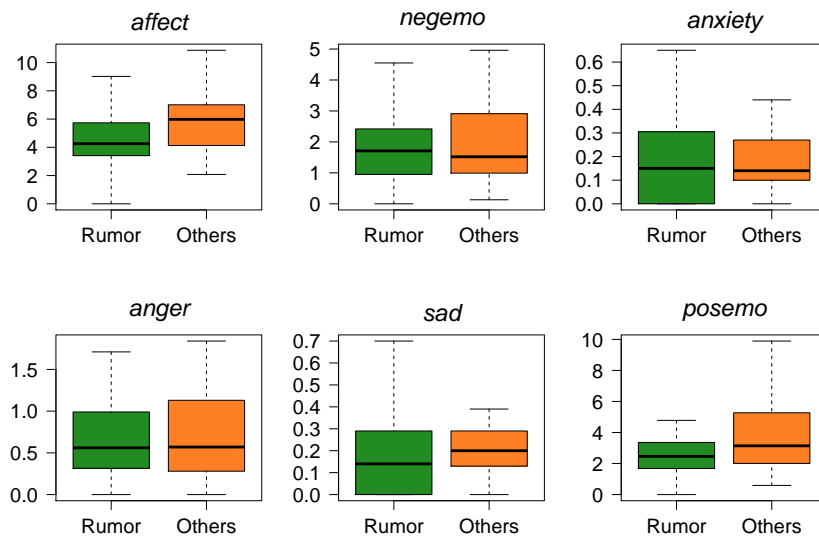 affect
negemo
anxiety
10
8
6
4
2
0
Rumor
Others
5
4
3
2
1
0
Rumor
Others
0.6
0.5
0.4
0.3
0.2
0.1
0.0
Rumor
Others
anger
sad
posemo
1.5
1.0
0.5
0.0
Rumor
Others
0.7
0.6
0.5
0.4
0.3
0.2
0.1
0.0
Rumor
Others
10
8
6
4
2
0
Rumor
Others